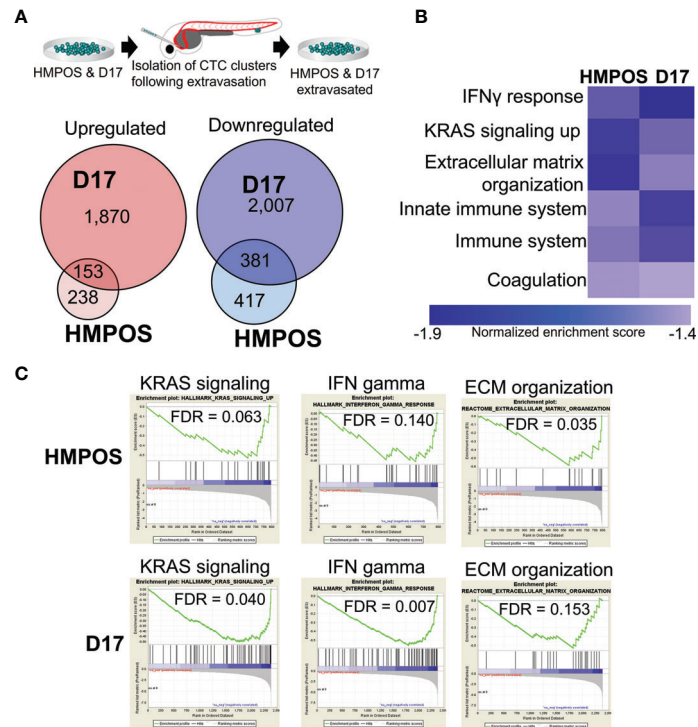 A
HMPOS & D17
Isolation of CTC clusters
following extravasation
HMPOS & D17
extravasated
Upregulated
Downregulated
D17
1,870
153
238
HMPOS
D17
2,007
381
417
HMPOS
B
HMPOS D17
IFNγ response
KRAS signaling up
Extracellular matrix
organization
Innate immune system
Immune system
Coagulation
-1.9 Normalized enrichment score -1.4
C
HMPOS
KRAS signaling
Enrichment plot: HALLMARK_KRAS_SIGNALING_UP
FDR = 0.063
IFN gamma
Enrichment plot:
HALLMARK_INTERFERON_GAMMA_RESPONSE
FDR = 0.140
ECM organization
Enrichment plot:
REACTOME_EXTRACELLULAR_MATRIX_ORGANIZATION
FDR = 0.035
D17
KRAS signaling
Enrichment plot: HALLMARK_KRAS_SIGNALING_UP
FDR = 0.040
IFN gamma
Enrichment plot:
HALLMARK_INTERFERON_GAMMA_RESPONSE
FDR = 0.007
ECM organization
Enrichment plot:
REACTOME_EXTRACELLULAR_MATRIX_ORGANIZATION
FDR = 0.153